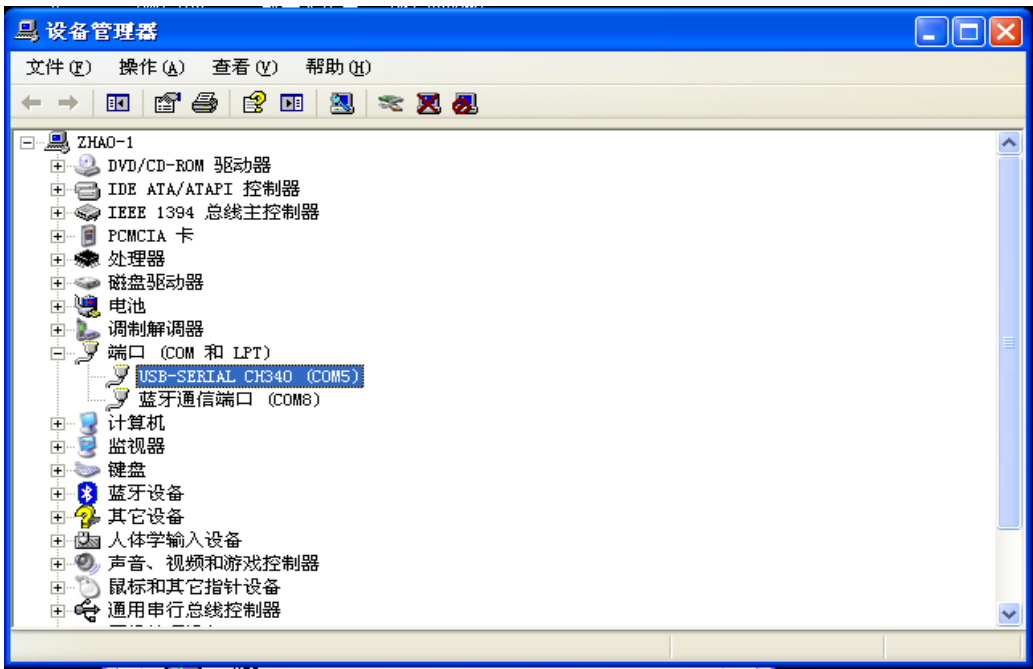 设备管理器
文件(F) 操作(A) 查看(V) 帮助(H)
ZHAO-1
DVD/CD-ROM 驱动器
IDE ATA/ATAPI 控制器
IEEE 1394 总线主控制器
PCMCIA 卡
处理器
磁盘驱动器
电池
调制解调器
端口 (COM 和 LPT)
USB-SERIAL CH340 (COM5)
蓝牙通信端口 (COM8)
计算机
监视器
键盘
蓝牙设备
其它设备
人体学输入设备
声音、视频和游戏控制器
鼠标和其它指针设备
通用串行总线控制器